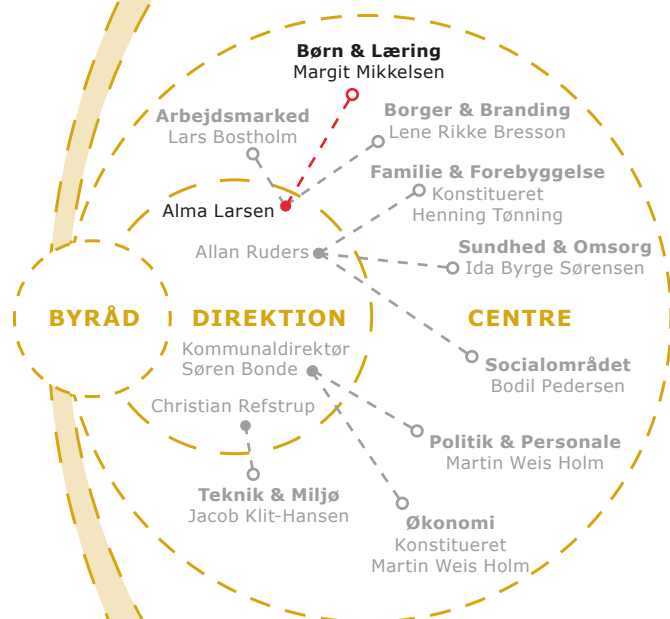 Børn & Læring
Margit Mikkelsen
Arbejdsmarked
Lars Bostholm
Borger & Branding
Lene Rikke Bresson
Familie & Forebyggelse
Konstitueret
Henning Tønning
Alma Larsen
Allan Ruders
Sundhed & Omsorg
Ida Byrge Sørensen
BYRÅD
DIREKTION
CENTRE
Kommunaldirektør
Søren Bonde
Socialområdet
Bodil Pedersen
Christian Refstrup
Politik & Personale
Martin Weis Holm
Teknik & Miljø
Jacob Klit-Hansen
Økonomi
Konstitueret
Martin Weis Holm